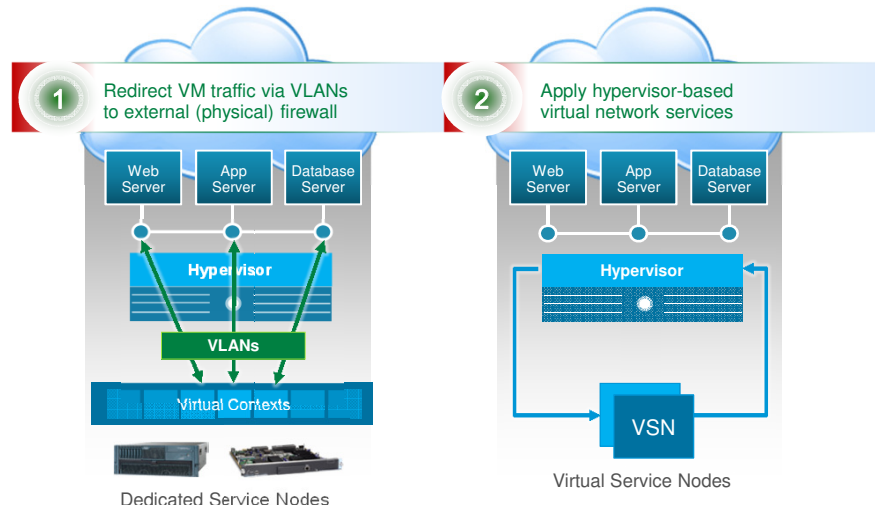 1
Redirect VM traffic via VLANs
to external (physical) firewall
Web
Server
App
Server
Database
Server
Hypervisor
VLANs
Virtual Contexts
Dedicated Service Nodes
2
Apply hypervisor-based
virtual network services
Web
Server
App
Server
Database
Server
Hypervisor
VSN
Virtual Service Nodes